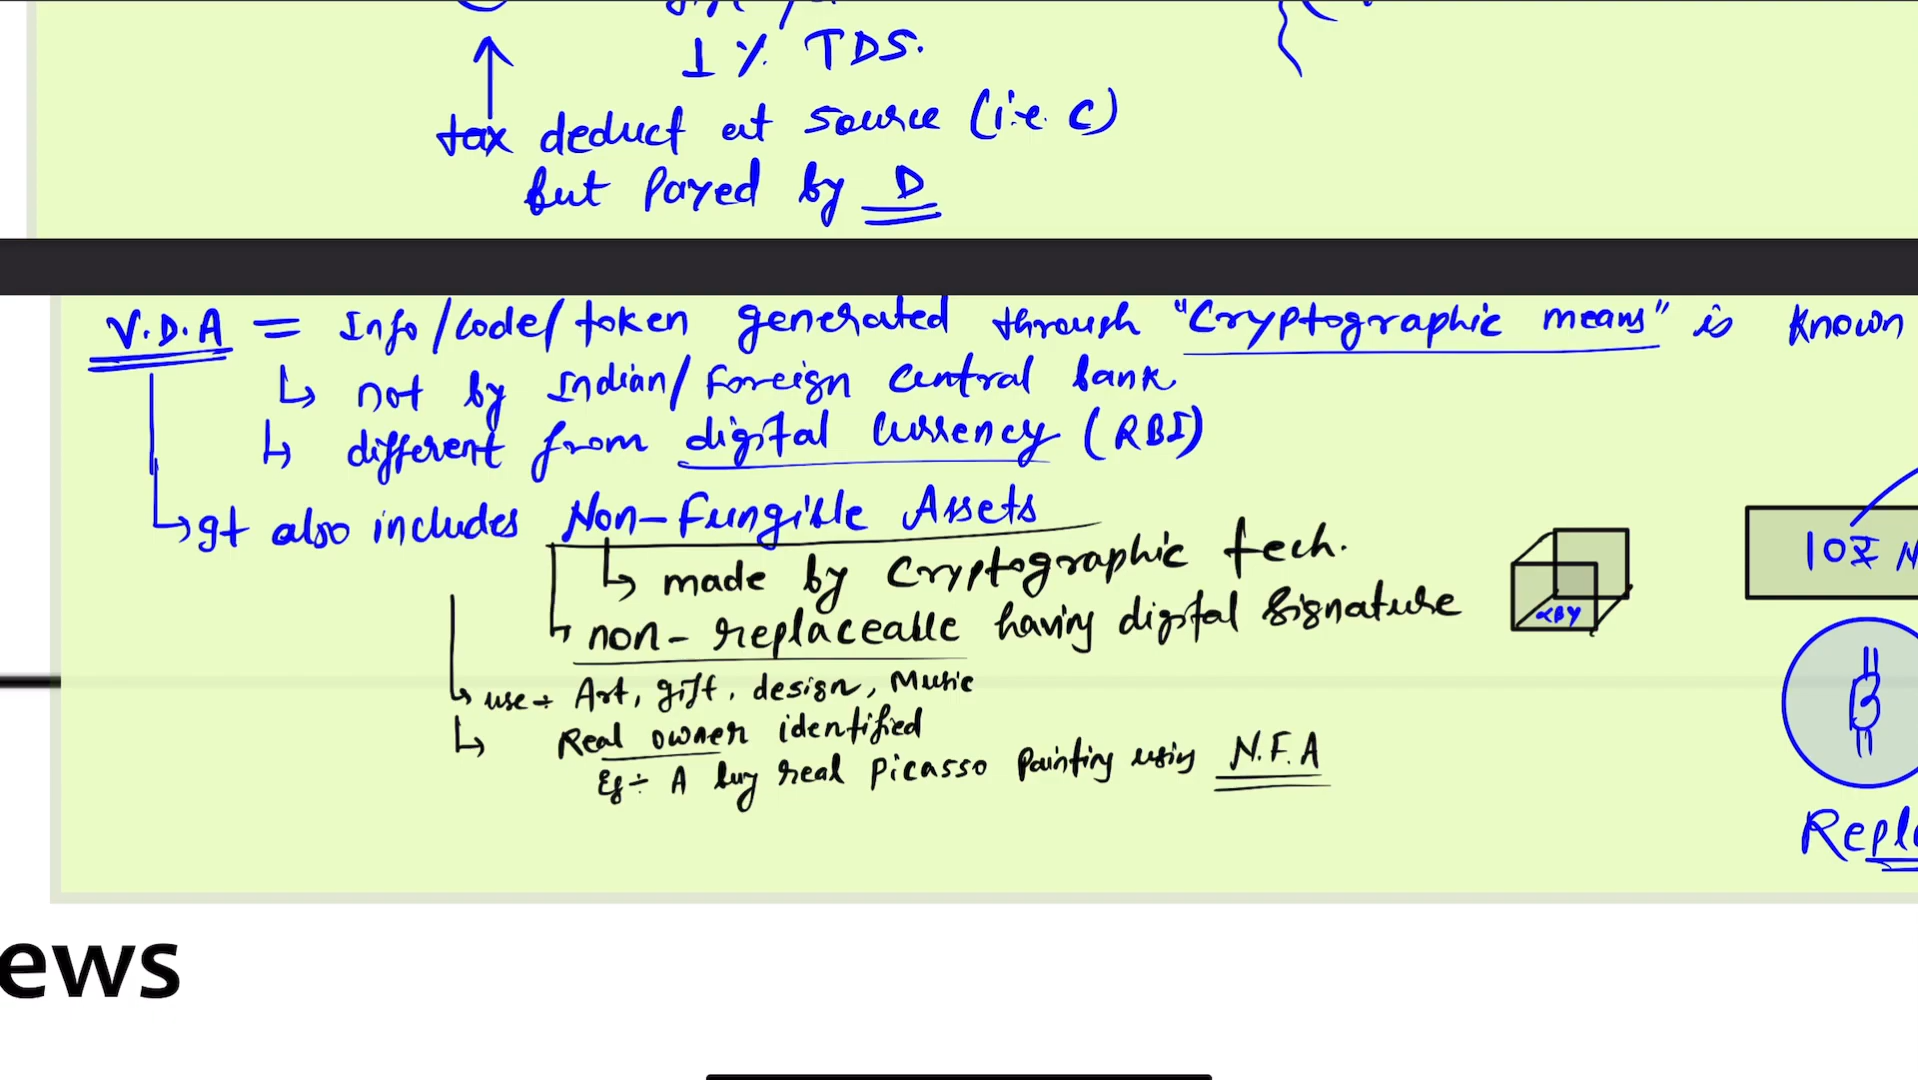 1 % TDS.
tax deduct at source (i.e. C)
but Payed by D
V.D.A = Info/Code/token generated through "Cryptographic means" is Known
not by Indian/Foreign Central bank
different from digital Currency (RBI)
It also includes Non-Fungible Assets
made by Cryptographic tech.
non-replaceable having digital Signature
αβγ
10₹ N
use÷ Art, gift, design, Music
B
Real owner identified
Eg÷ A buy real Picasso Painting using N.F.A
Repl
ews